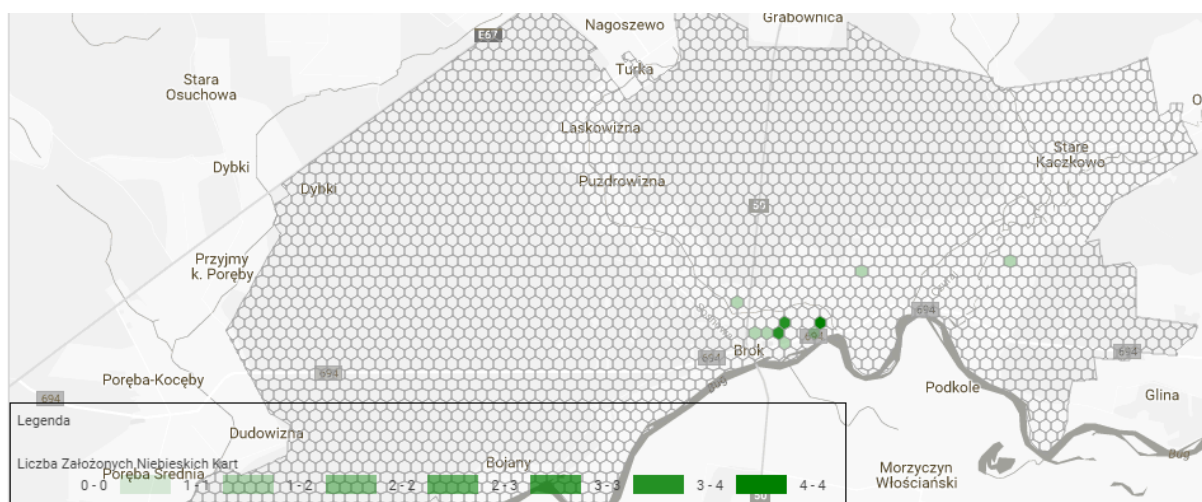 Nagoszewo
Grabownica
E67
Turka
Stara
Osuchowa
Laskowizna
Stare
Kaczkowo
Dybki
Puzdrowizna
Dybki
50
Przyjmy
k. Poręby
694
694
Brok
694
694
694
Bug
Poręba-Kocęby
694
Podkole
Glina
Legenda
Dudowizna
Bug
Liczba Założonych Niebieskich Kart
Poręba Średnia
Bojany
Morzyczyn
Włościański
0 - 0
1 - 1
1 - 2
2 - 2
2 - 3
3 - 3
3 - 4
4 - 4
50